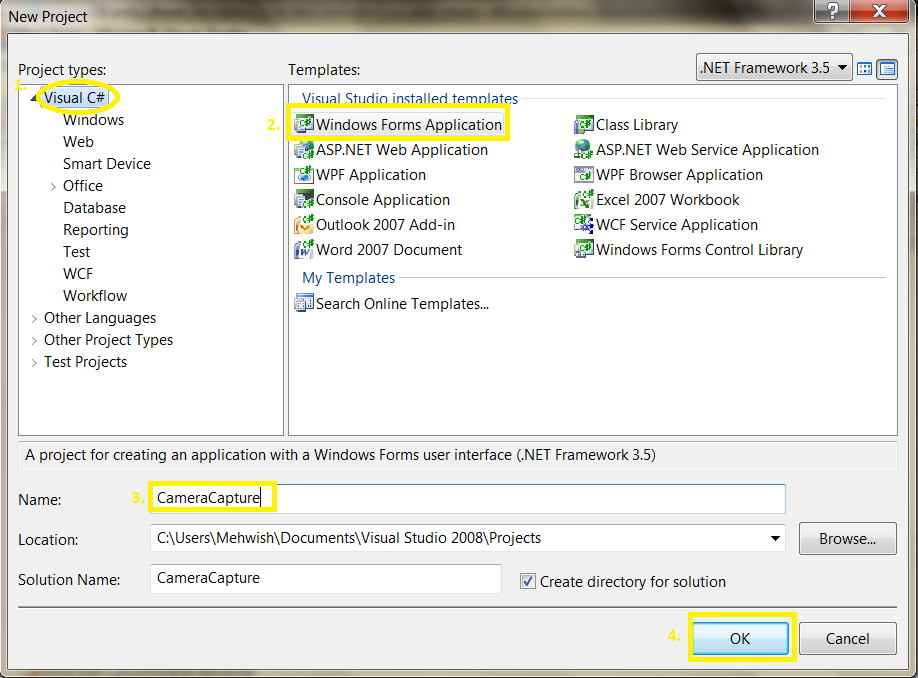 New Project
Project types:
Templates:
.NET Framework 3.5
1.
Visual C#
Windows
Web
Smart Device
Office
Database
Reporting
Test
WCF
Workflow
Other Languages
Other Project Types
Test Projects
Visual Studio installed templates
2.
Windows Forms Application
Class Library
ASP.NET Web Application
ASP.NET Web Service Application
WPF Application
WPF Browser Application
Console Application
Excel 2007 Workbook
Outlook 2007 Add-in
WCF Service Application
Word 2007 Document
Windows Forms Control Library
My Templates
Search Online Templates...
A project for creating an application with a Windows Forms user interface (.NET Framework 3.5)
Name:
3.
CameraCapture
Location:
C:\Users\Mehwish\Documents\Visual Studio 2008\Projects
Browse...
Solution Name:
CameraCapture
Create directory for solution
4.
OK
Cancel